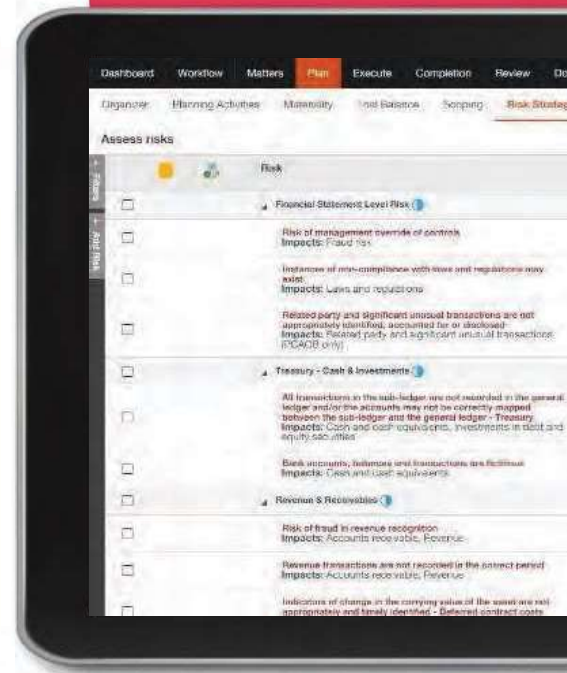 Dashboard Workflow Matters Plan Execute Completion Review Do
Organizer Planning Activities Materiality Trial Balance Scoping Risk Strateg
Assess risks
+ Filters
+ Add Risk
Risk
Financial Statement Level Risk
Risk of management override of controls
Impacts: Fraud risk
Instances of non-compliance with laws and regulations may
exist
Impacts: Laws and regulations
Related party and significant unusual transactions are not
appropriately identified, accounted for or disclosed
Impacts: Related party and significant unusual transactions
(PCAOB only)
Treasury - Cash & Investments
All transactions in the sub-ledger are not recorded in the general
ledger and/or the accounts may not be correctly mapped
between the sub-ledger and the general ledger - Treasury
Impacts: Cash and cash equivalents, Investments in debt and
equity securities
Bank accounts, balances and transactions are fictitious
Impacts: Cash and cash equivalents
Revenue & Receivables
Risk of fraud in revenue recognition
Impacts: Accounts receivable, Revenue
Revenue transactions are not recorded in the correct period
Impacts: Accounts receivable, Revenue
Indicators of change in the carrying value of the asset are not
appropriately and timely identified - Deferred contract costs